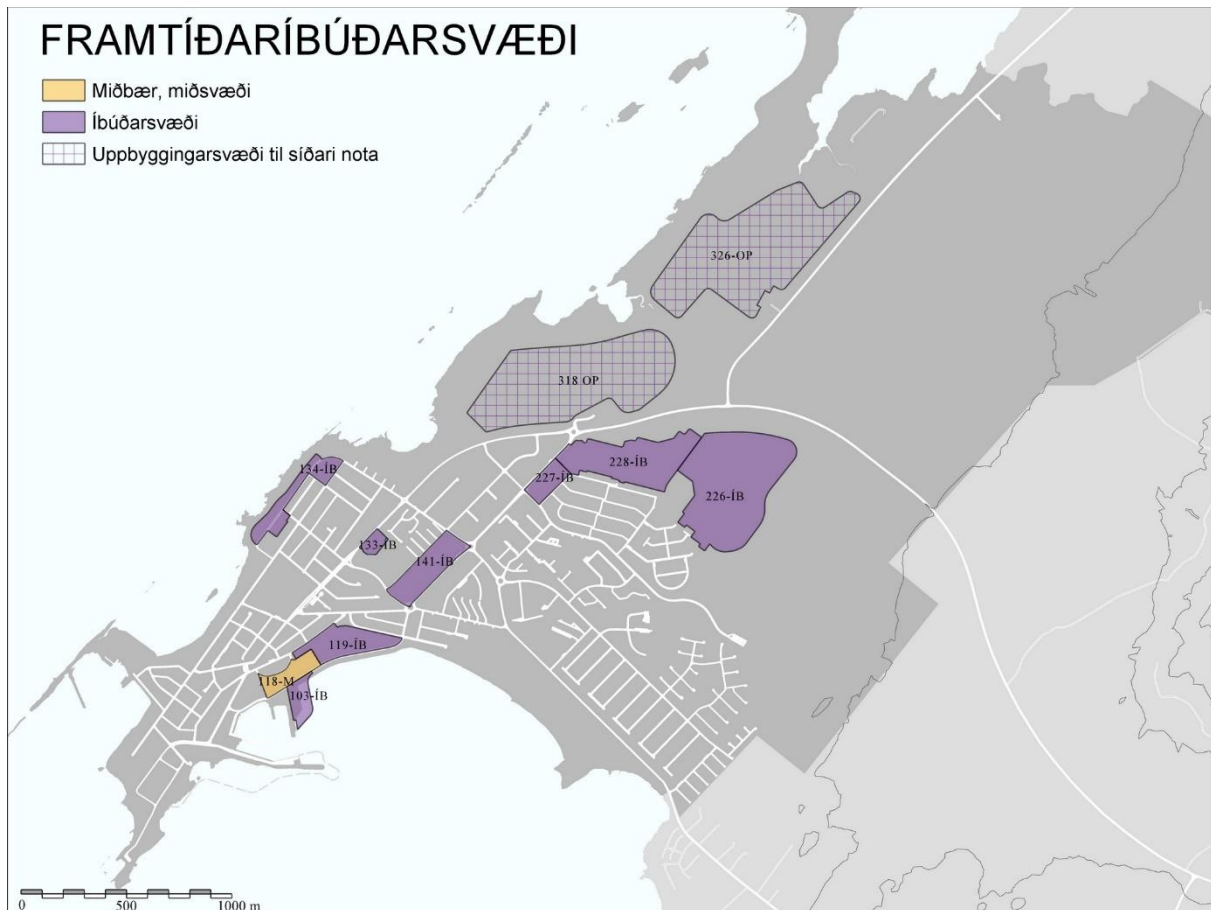 FRAMTÍÐARÍBÚÐARSVÆÐI
Miðbær, miðsvæði
Íbúðarsvæði
Uppbyggingarsvæði til síðari nota
326-OP
318 OP
134-ÍB
228-ÍB
227-ÍB
226-ÍB
133-ÍB
141-ÍB
119-ÍB
118-M
103-ÍB
0 500 1000 m